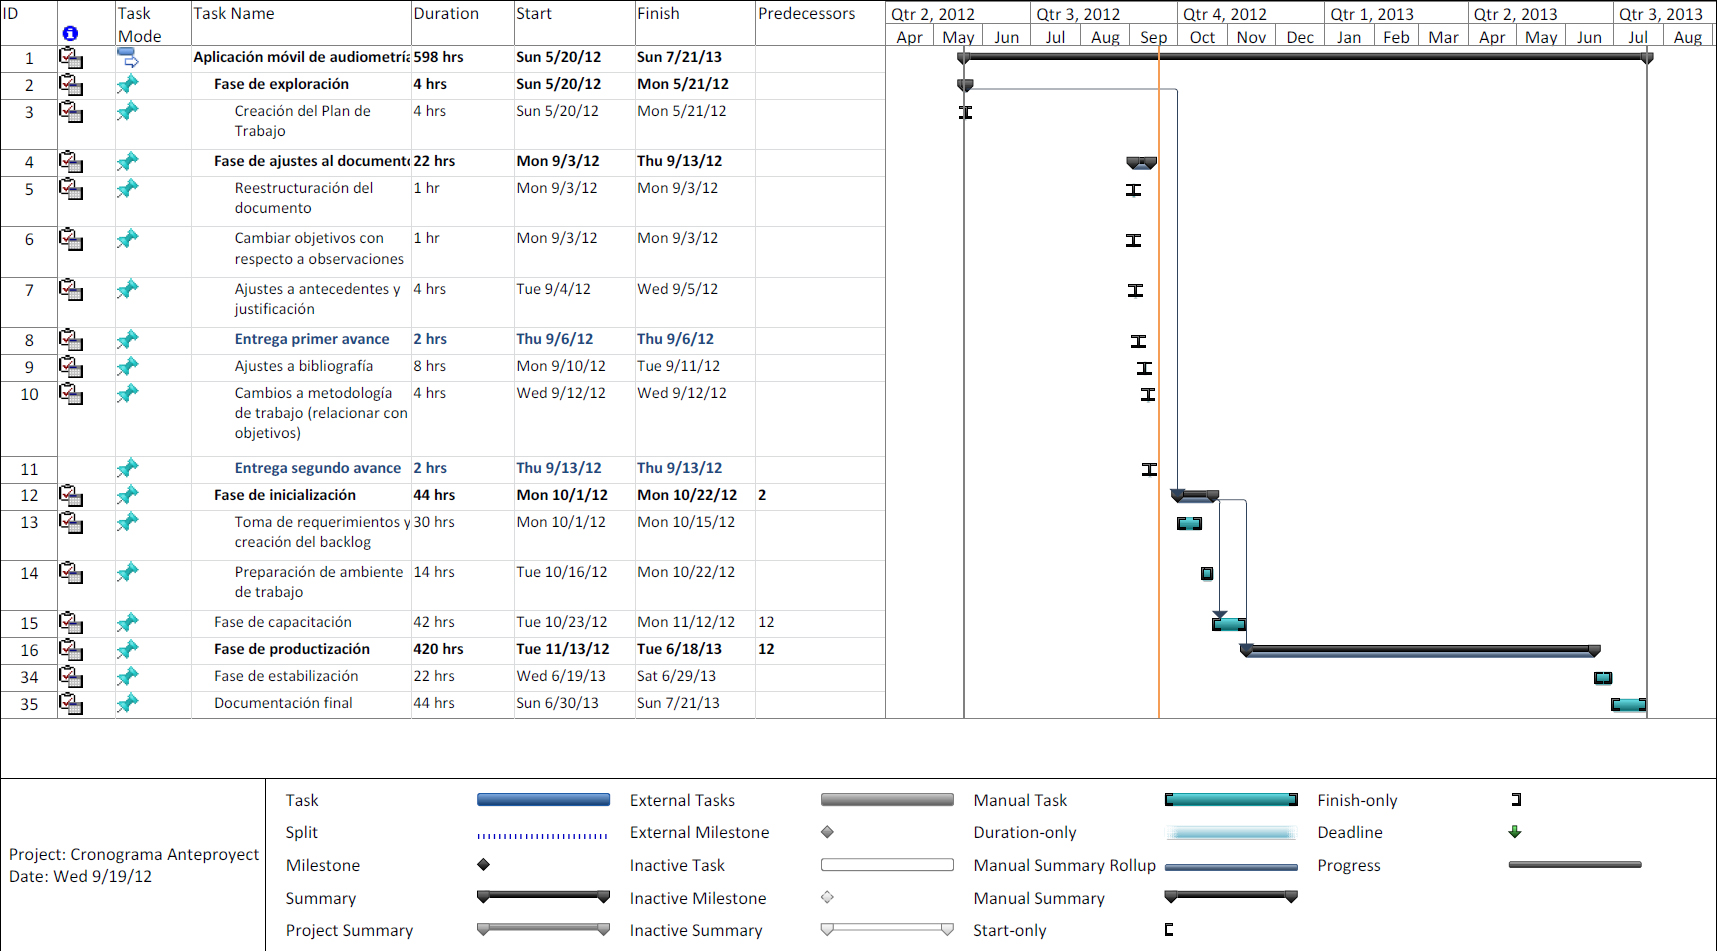 ID Task Mode Task Name Duration Start Finish Predecessors
Qtr 2, 2012 Qtr 3, 2012 Qtr 4, 2012 Qtr 1, 2013 Qtr 2, 2013 Qtr 3, 2013
Apr May Jun Jul Aug Sep Oct Nov Dec Jan Feb Mar Apr May Jun Jul Aug
1 Aplicación móvil de audiometría 598 hrs Sun 5/20/12 Sun 7/21/13
2 Fase de exploración 4 hrs Sun 5/20/12 Mon 5/21/12
3 Creación del Plan de 4 hrs Sun 5/20/12 Mon 5/21/12
Trabajo
4 Fase de ajustes al documento 22 hrs Mon 9/3/12 Thu 9/13/12
5 Reestructuración del 1 hr Mon 9/3/12 Mon 9/3/12
documento
6 Cambiar objetivos con 1 hr Mon 9/3/12 Mon 9/3/12
respecto a observaciones
7 Ajustes a antecedentes y 4 hrs Tue 9/4/12 Wed 9/5/12
justificación
8 Entrega primer avance 2 hrs Thu 9/6/12 Thu 9/6/12
9 Ajustes a bibliografía 8 hrs Mon 9/10/12 Tue 9/11/12
10 Cambios a metodología 4 hrs Wed 9/12/12 Wed 9/12/12
de trabajo (relacionar con
objetivos)
11 Entrega segundo avance 2 hrs Thu 9/13/12 Thu 9/13/12
12 Fase de inicialización 44 hrs Mon 10/1/12 Mon 10/22/12 2
13 Toma de requerimientos y 30 hrs Mon 10/1/12 Mon 10/15/12
creación del backlog
14 Preparación de ambiente 14 hrs Tue 10/16/12 Mon 10/22/12
de trabajo
15 Fase de capacitación 42 hrs Tue 10/23/12 Mon 11/12/12 12
16 Fase de productización 420 hrs Tue 11/13/12 Tue 6/18/13 12
34 Fase de estabilización 22 hrs Wed 6/19/13 Sat 6/29/13
35 Documentación final 44 hrs Sun 6/30/13 Sun 7/21/13
Project: Cronograma Anteproyect
Date: Wed 9/19/12
Task External Tasks Manual Task Finish-only
Split External Milestone Duration-only Deadline
Milestone Inactive Task Manual Summary Rollup Progress
Summary Inactive Milestone Manual Summary
Project Summary Inactive Summary Start-only